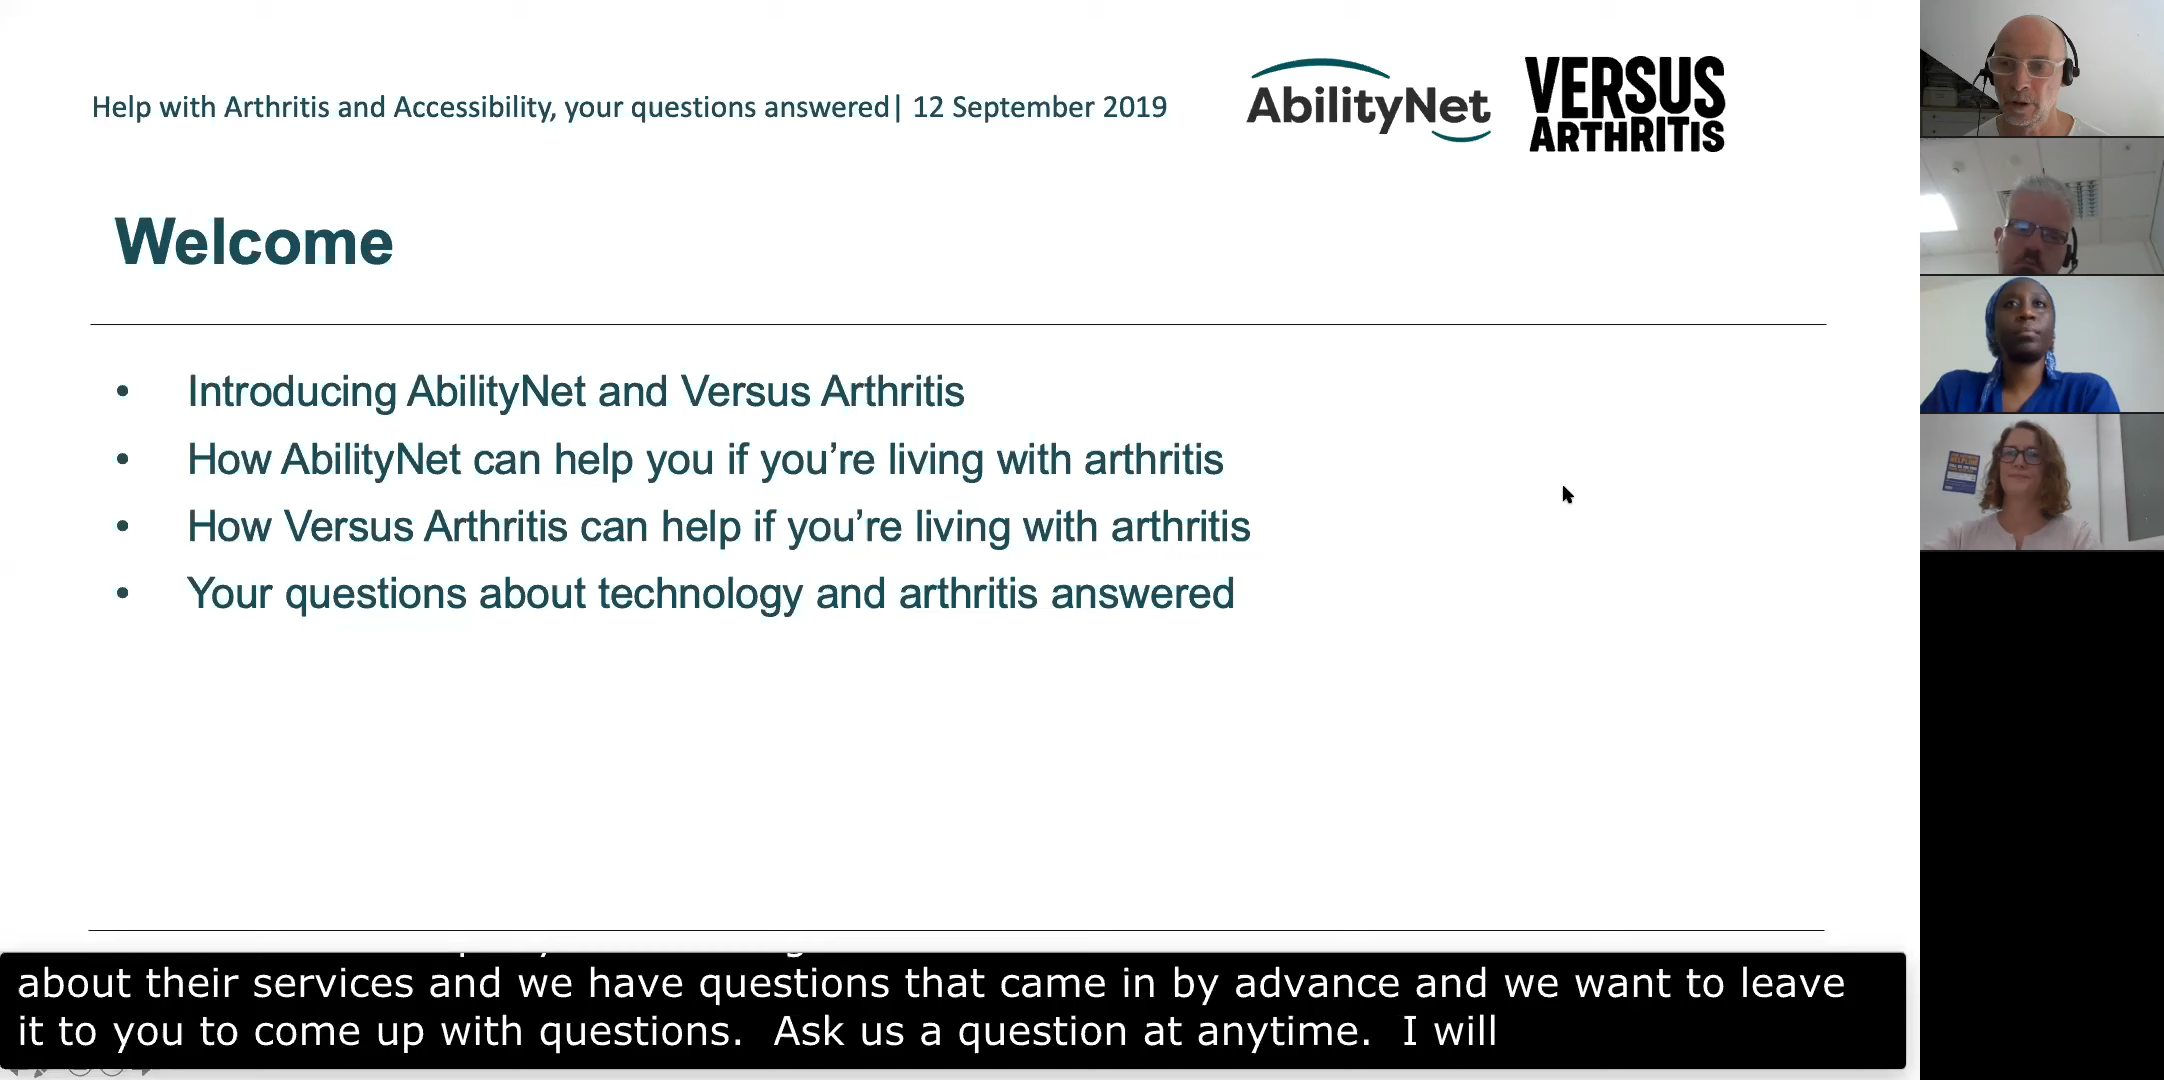 Help with Arthritis and Accessibility, your questions answered| 12 September 2019
AbilityNet
VERSUS
ARTHRITIS
Welcome
• Introducing AbilityNet and Versus Arthritis
• How AbilityNet can help you if you’re living with arthritis
• How Versus Arthritis can help if you’re living with arthritis
• Your questions about technology and arthritis answered
about their services and we have questions that came in by advance and we want to leave
it to you to come up with questions.  Ask us a question at anytime.  I will